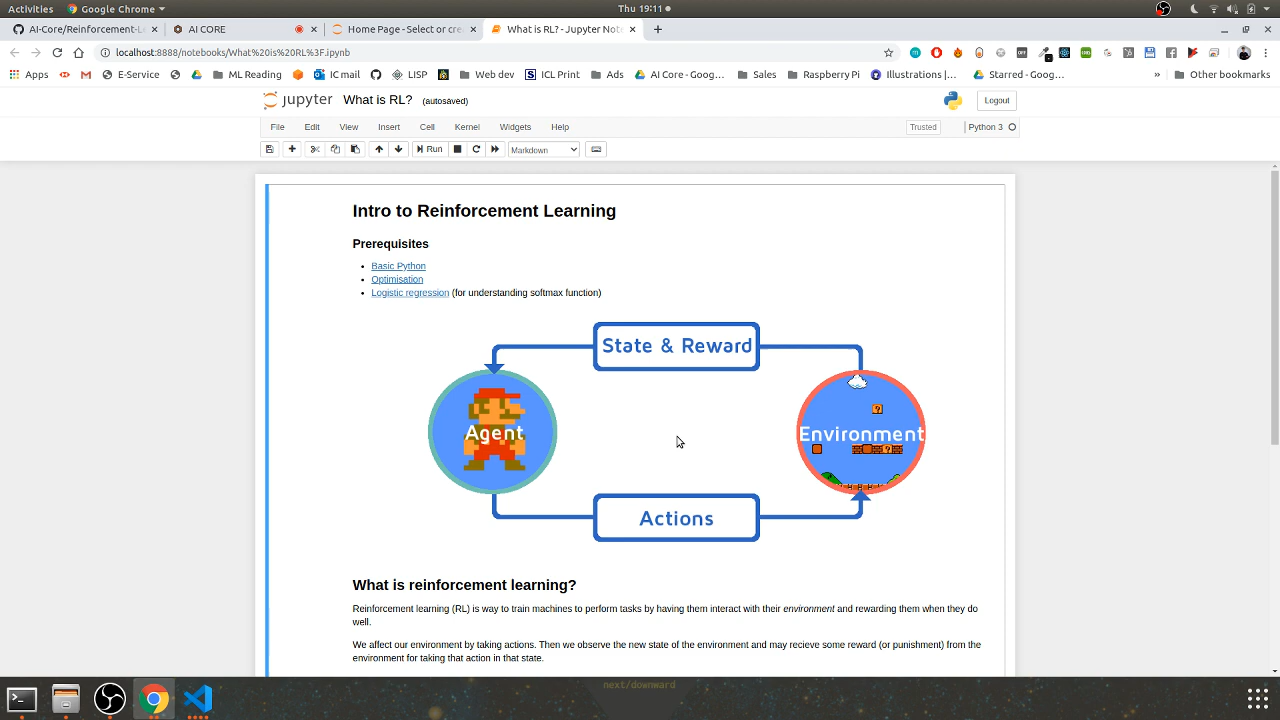 Activities
Google Chrome
Thu 19:11
AI-Core/Reinforcement-Le
AI CORE
Home Page - Select or cre
What is RL? - Jupyter Note
localhost:8888/notebooks/What%20is%20RL%3F.ipynb
Apps
E-Service
ML Reading
IC mail
LISP
Web dev
ICL Print
Ads
AI Core - Goog...
Sales
Raspberry Pi
Illustrations |...
Starred - Goog...
»
Other bookmarks
jupyter
What is RL?
(autosaved)
Logout
File
Edit
View
Insert
Cell
Kernel
Widgets
Help
Trusted
Python 3
Run
Markdown
Intro to Reinforcement Learning
Prerequisites
• Basic Python
• Optimisation
• Logistic regression (for understanding softmax function)
State & Reward
Agent
Environment
Actions
What is reinforcement learning?
Reinforcement learning (RL) is way to train machines to perform tasks by having them interact with their environment and rewarding them when they do
well.
We affect our environment by taking actions. Then we observe the new state of the environment and may recieve some reward (or punishment) from the
environment for taking that action in that state.
next/downward